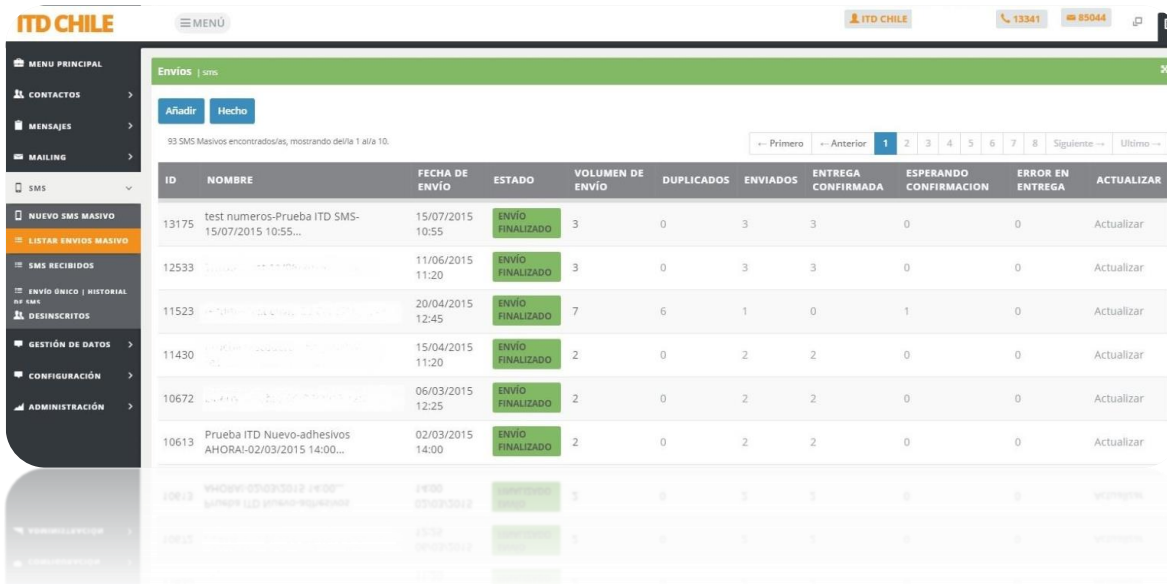 ITD CHILE
MENÚ
ITD CHILE
13341
85044
MENU PRINCIPAL
CONTACTOS
MENSAJES
MAILING
SMS
NUEVO SMS MASIVO
LISTAR ENVIOS MASIVO
SMS RECIBIDOS
ENVÍO ÚNICO | HISTORIAL
DE SMS
DESINSCRITOS
GESTIÓN DE DATOS
CONFIGURACIÓN
ADMINISTRACIÓN
Envíos | sms
Añadir Hecho
93 SMS Masivos encontrados/as, mostrando del/la 1 al/a 10.
← Primero ← Anterior 1 2 3 4 5 6 7 8 Siguiente → Ultimo →
ID NOMBRE FECHA DE ENVÍO ESTADO VOLUMEN DE ENVÍO DUPLICADOS ENVIADOS ENTREGA CONFIRMADA ESPERANDO CONFIRMACION ERROR EN ENTREGA ACTUALIZAR
13175 test numeros-Prueba ITD SMS- 15/07/2015 10:55... 15/07/2015 10:55 ENVÍO FINALIZADO 3 0 3 3 0 0 Actualizar
12533 11/06/2015 11:20 ENVÍO FINALIZADO 3 0 3 3 0 0 Actualizar
11523 20/04/2015 12:45 ENVÍO FINALIZADO 7 6 1 0 1 0 Actualizar
11430 15/04/2015 11:20 ENVÍO FINALIZADO 2 0 2 2 0 0 Actualizar
10672 06/03/2015 12:25 ENVÍO FINALIZADO 2 0 2 2 0 0 Actualizar
10613 Prueba ITD Nuevo-adhesivos AHORA!-02/03/2015 14:00... 02/03/2015 14:00 ENVÍO FINALIZADO 2 0 2 2 0 0 Actualizar